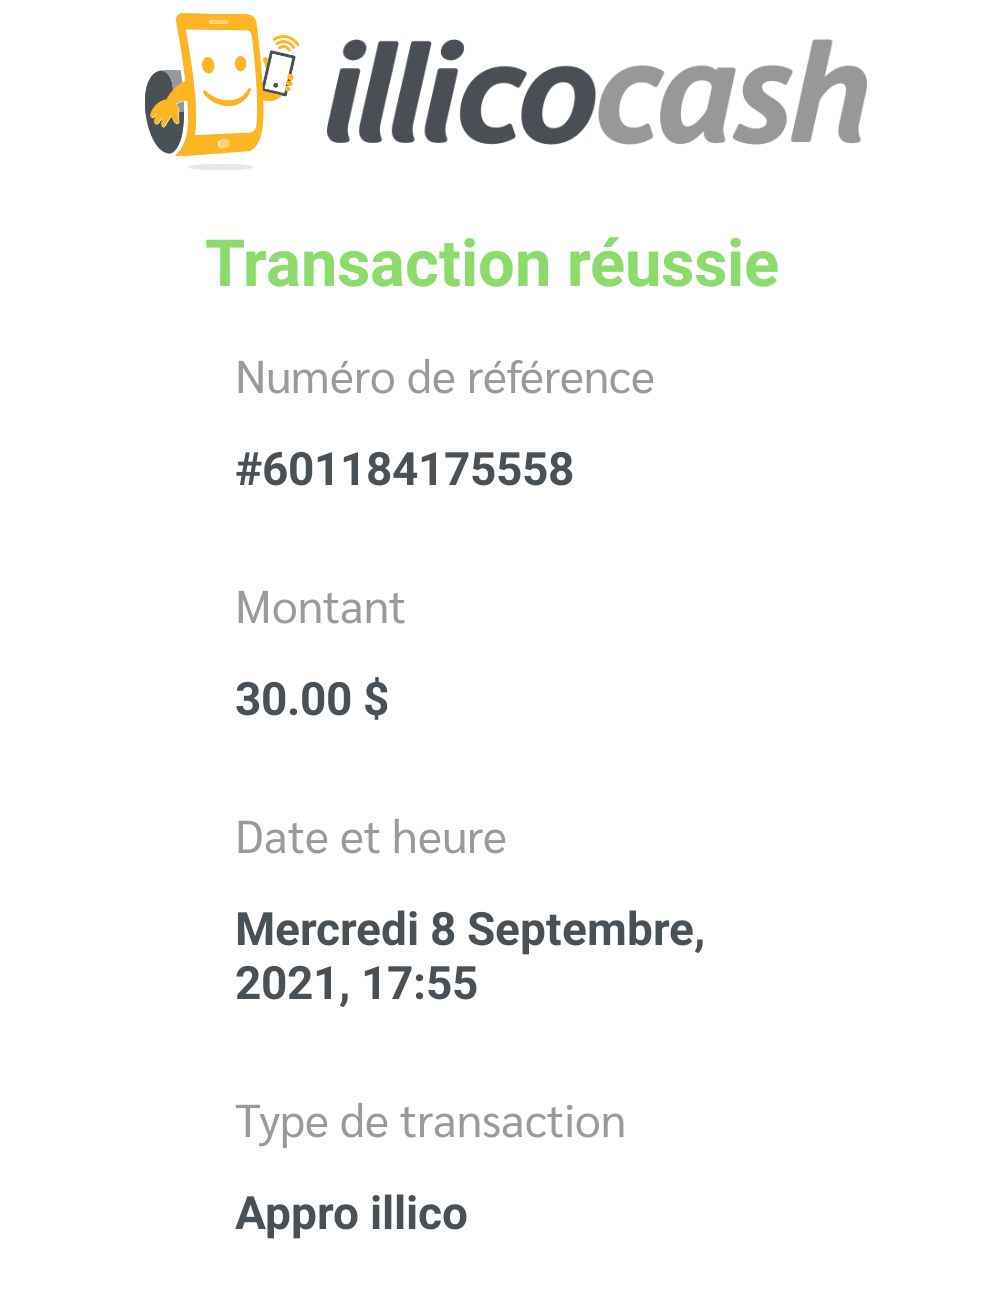 illicocash
Transaction réussie
Numéro de référence
#601184175558
Montant
30.00 $
Date et heure
Mercredi 8 Septembre,
2021, 17:55
Type de transaction
Appro illico